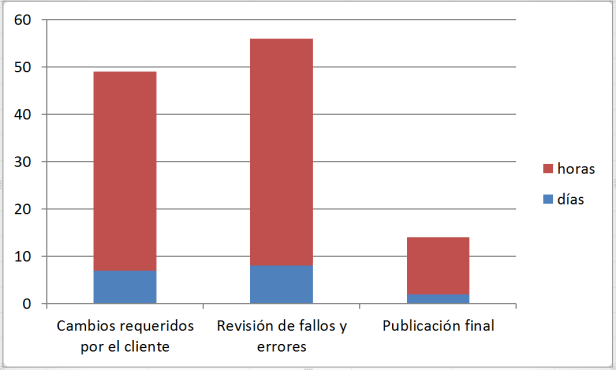 60
50
40
30
20
10
0
horas
días
Cambios requeridos
por el cliente
Revisión de fallos y
errores
Publicación final